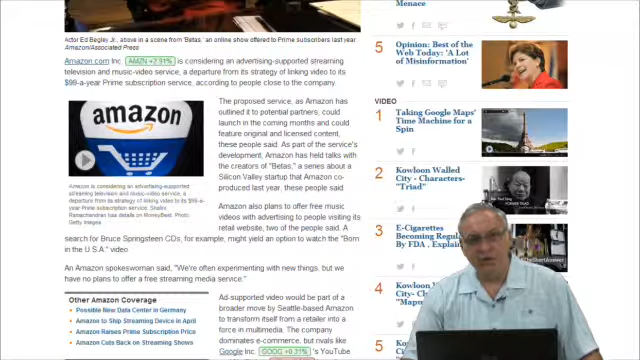 Menace
Actor Ed Begley Jr., above in a scene from 'Betas,' an online show offered to Prime subscribers last year
Amazon/Associated Press
Amazon.com Inc. AMZN +2.91% is considering an advertising-supported streaming
television and music-video service, a departure from its strategy of linking video to its
$99-a-year Prime subscription service, according to people close to the company.
amazon
Amazon is considering an advertising-supported
streaming television and music-video service, a
departure from its strategy of linking video to its $99-a-
year Prime subscription service. Shalini
Ramachandran has details on MoneyBeat. Photo:
Getty Images
The proposed service, as Amazon has
outlined it to potential partners, could
launch in the coming months and could
feature original and licensed content,
these people said. As part of the service's
development, Amazon has held talks with
the creators of "Betas," a series about a
Silicon Valley startup that Amazon co-
produced last year, these people said.
Amazon also plans to offer free music
videos with advertising to people visiting its
retail website, two of the people said. A
search for Bruce Springsteen CDs, for example, might yield an option to watch the "Born
in the U.S.A." video
An Amazon spokeswoman said, "We're often experimenting with new things, but we
have no plans to offer a free streaming media service."
Other Amazon Coverage
Possible New Data Center in Germany
Amazon to Ship Streaming Device in April
Amazon Raises Prime Subscription Price
Amazon Cuts Back on Streaming Shows
Ad-supported video would be part of a
broader move by Seattle-based Amazon
to transform itself from a retailer into a
force in multimedia. The company
dominates e-commerce, but rivals like
Google Inc. GOOG +0.31% 's YouTube
5
Opinion: Best of the
Web Today: 'A Lot
of Misinformation'
VIDEO
1
Taking Google Maps'
Time Machine for a
Spin
2
Kowloon Walled
City - Characters-
"Triad"
3
E-Cigarettes
Becoming
By FDA
#TheShortAnswer
4
Kowloon
City-
5